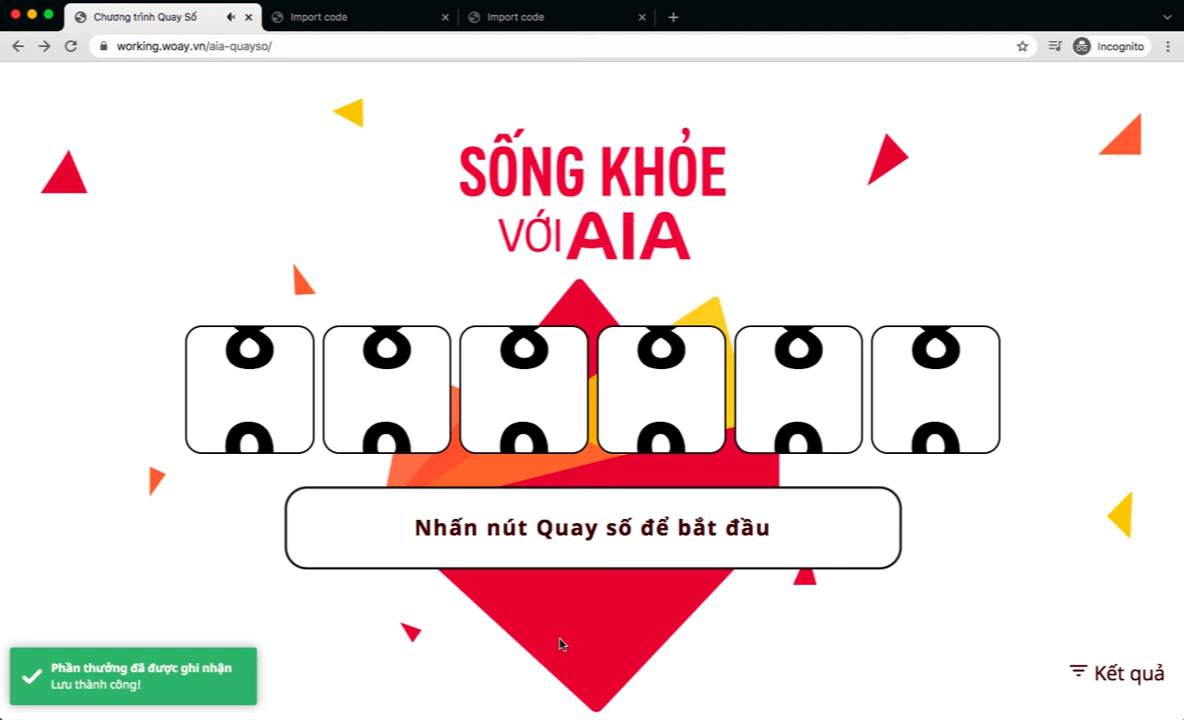 Chương trình Quay Số
Import code
Import code
working.woay.vn/aia-quayso/
Incognito
SỐNG KHỎE
VỚI AIA
Nhấn nút Quay số để bắt đầu
Phần thưởng đã được ghi nhận
Lưu thành công!
Kết quả